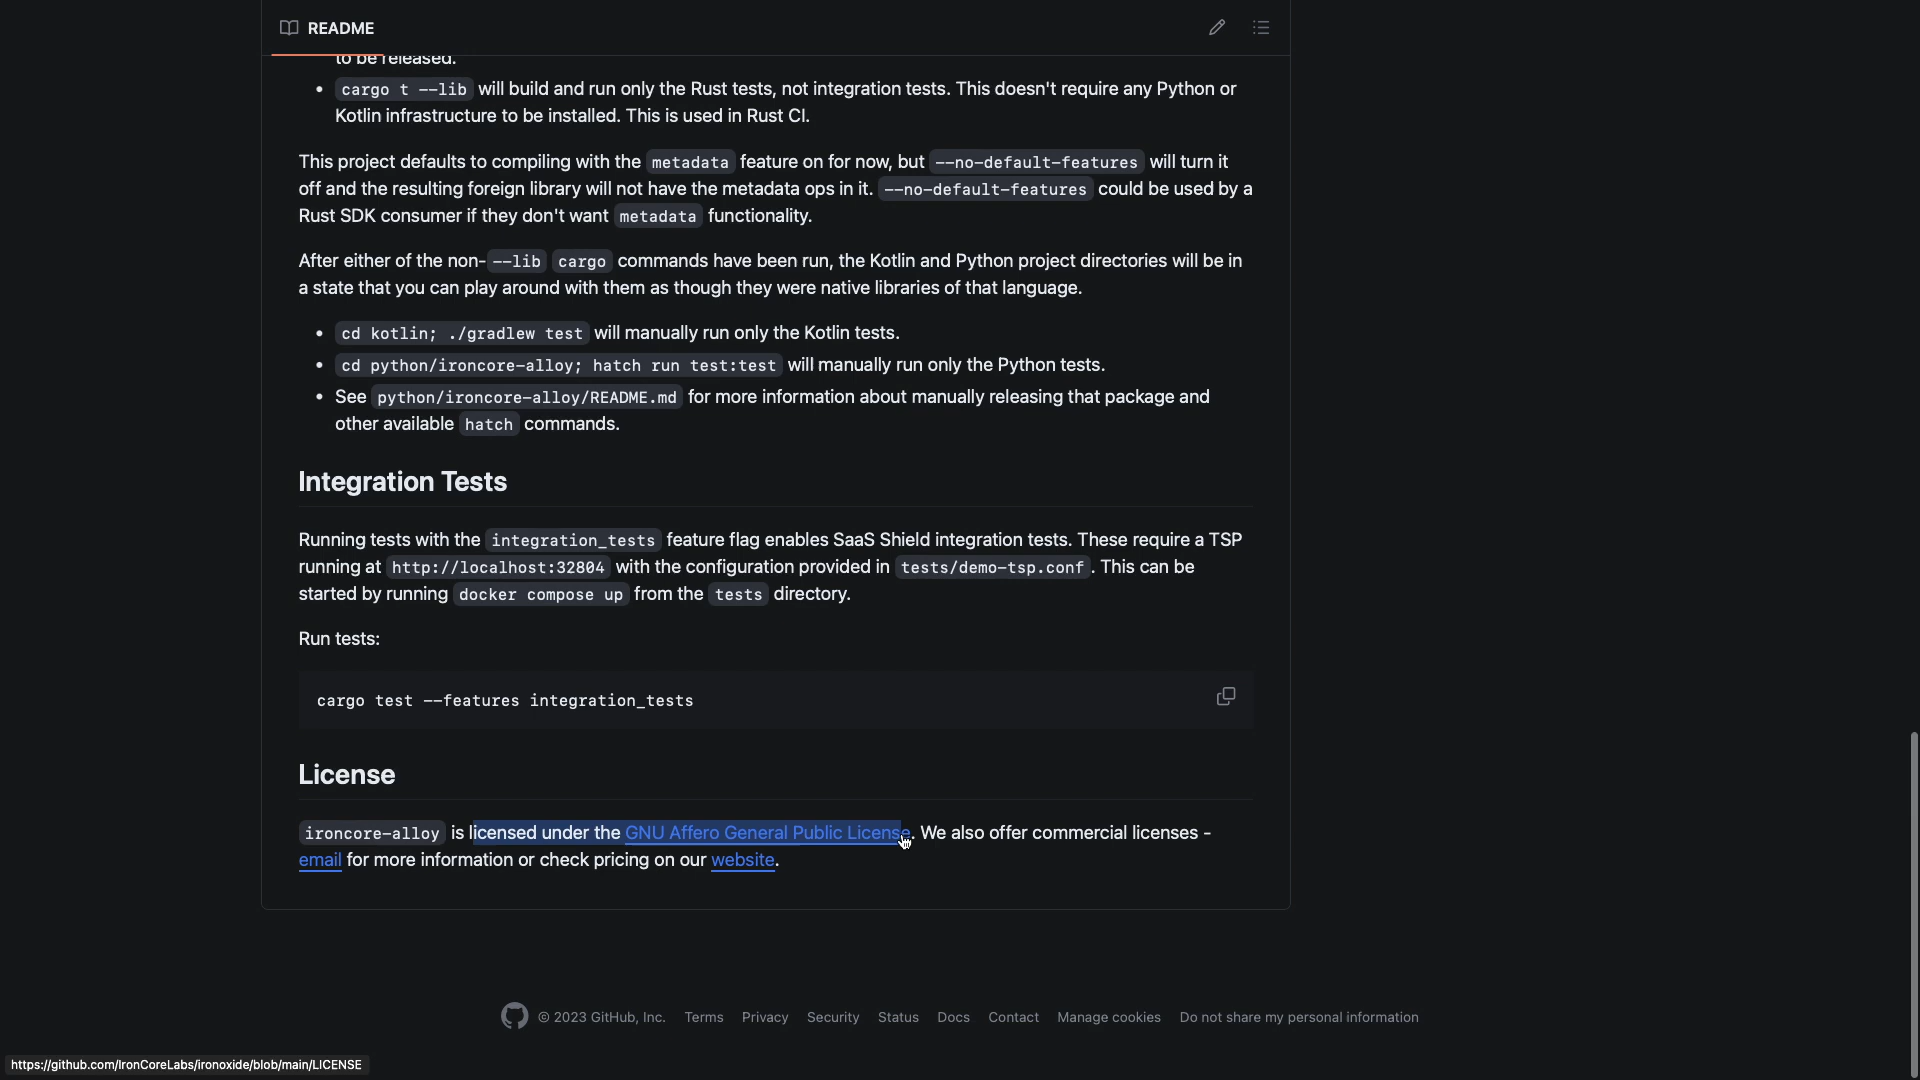 README
to be released.
cargo t --lib will build and run only the Rust tests, not integration tests. This doesn't require any Python or
Kotlin infrastructure to be installed. This is used in Rust CI.
This project defaults to compiling with the metadata feature on for now, but --no-default-features will turn it
off and the resulting foreign library will not have the metadata ops in it. --no-default-features could be used by a
Rust SDK consumer if they don't want metadata functionality.
After either of the non- --lib cargo commands have been run, the Kotlin and Python project directories will be in
a state that you can play around with them as though they were native libraries of that language.
cd kotlin; ./gradlew test will manually run only the Kotlin tests.
cd python/ironcore-alloy; hatch run test:test will manually run only the Python tests.
See python/ironcore-alloy/README.md for more information about manually releasing that package and
other available hatch commands.
Integration Tests
Running tests with the integration_tests feature flag enables SaaS Shield integration tests. These require a TSP
running at http://localhost:32804 with the configuration provided in tests/demo-tsp.conf. This can be
started by running docker compose up from the tests directory.
Run tests:
cargo test --features integration_tests
License
ironcore-alloy is licensed under the GNU Affero General Public License. We also offer commercial licenses -
email for more information or check pricing on our website.
© 2023 GitHub, Inc. Terms Privacy Security Status Docs Contact Manage cookies Do not share my personal information
https://github.com/IronCoreLabs/ironoxide/blob/main/LICENSE